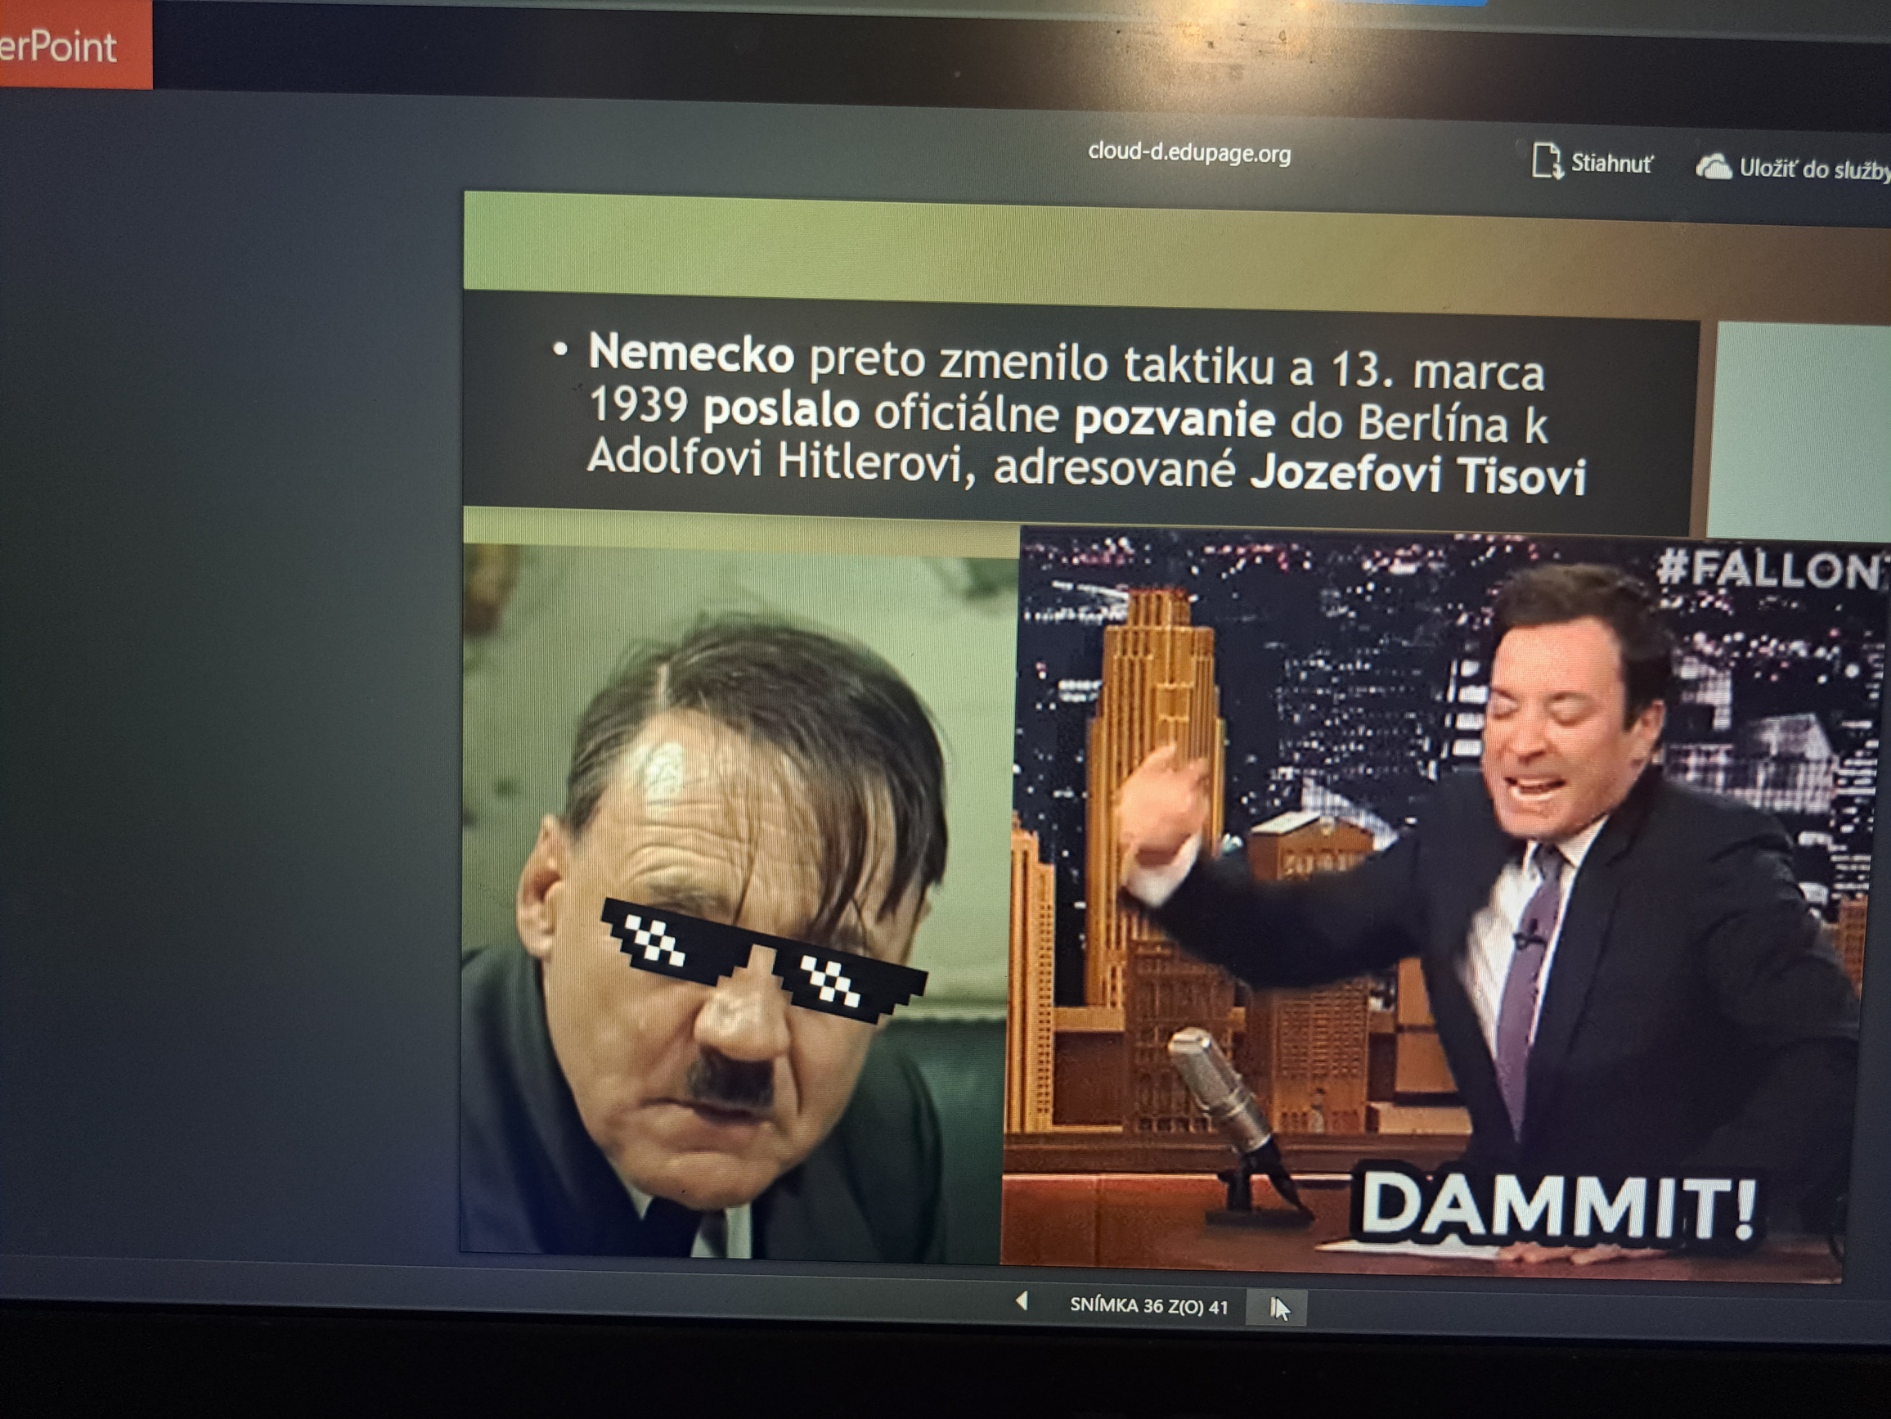 erPoint
cloud-d.edupage.org
Stiahnuť
Uložiť do služby
• Nemecko preto zmenilo taktiku a 13. marca
1939 poslalo oficiálne pozvanie do Berlína k
Adolfovi Hitlerovi, adresované Jozefovi Tisovi
#FALLON
DAMMIT!
SNÍMKA 36 Z(O) 41